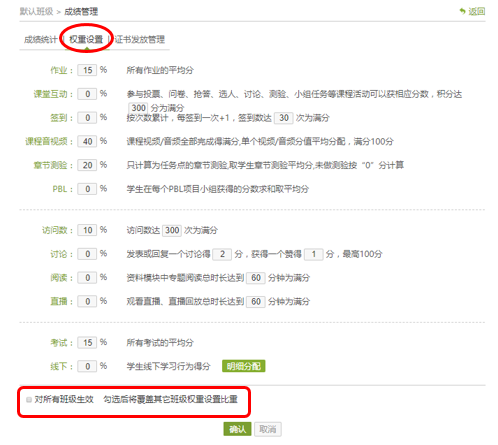 默认班级 > 成绩管理 返回
成绩统计 | 权重设置 | 证书发放管理
作业： 15 % 所有作业的平均分
课堂互动： 0 % 参与投票、问卷、抢答、选人、讨论、测验、小组任务等课程活动可以获相应分数，积分达
300 分为满分
签到： 0 % 按次数累计，每签到一次+1，签到数达 30 次为满分
课程音视频： 40 % 课程视频/音频全部完成得满分,单个视频/音频分值平均分配，满分100分
章节测验： 20 % 只计算为任务点的章节测验,取学生章节测验平均分,未做测验按“0”分计算
PBL： 0 % 学生在每个PBL项目小组获得的分数求和取平均分
访问数： 10 % 访问数达 300 次为满分
讨论： 0 % 发表或回复一个讨论得 2 分，获得一个赞得 1 分，最高100分
阅读： 0 % 资料模块中专题阅读总时长达到 60 分钟为满分
直播： 0 % 观看直播、直播回放总时长达到 60 分钟为满分
考试： 15 % 所有考试的平均分
线下： 0 % 学生线下学习行为得分 明细分配
对所有班级生效 勾选后将覆盖其它班级权重设置比重
确认 取消